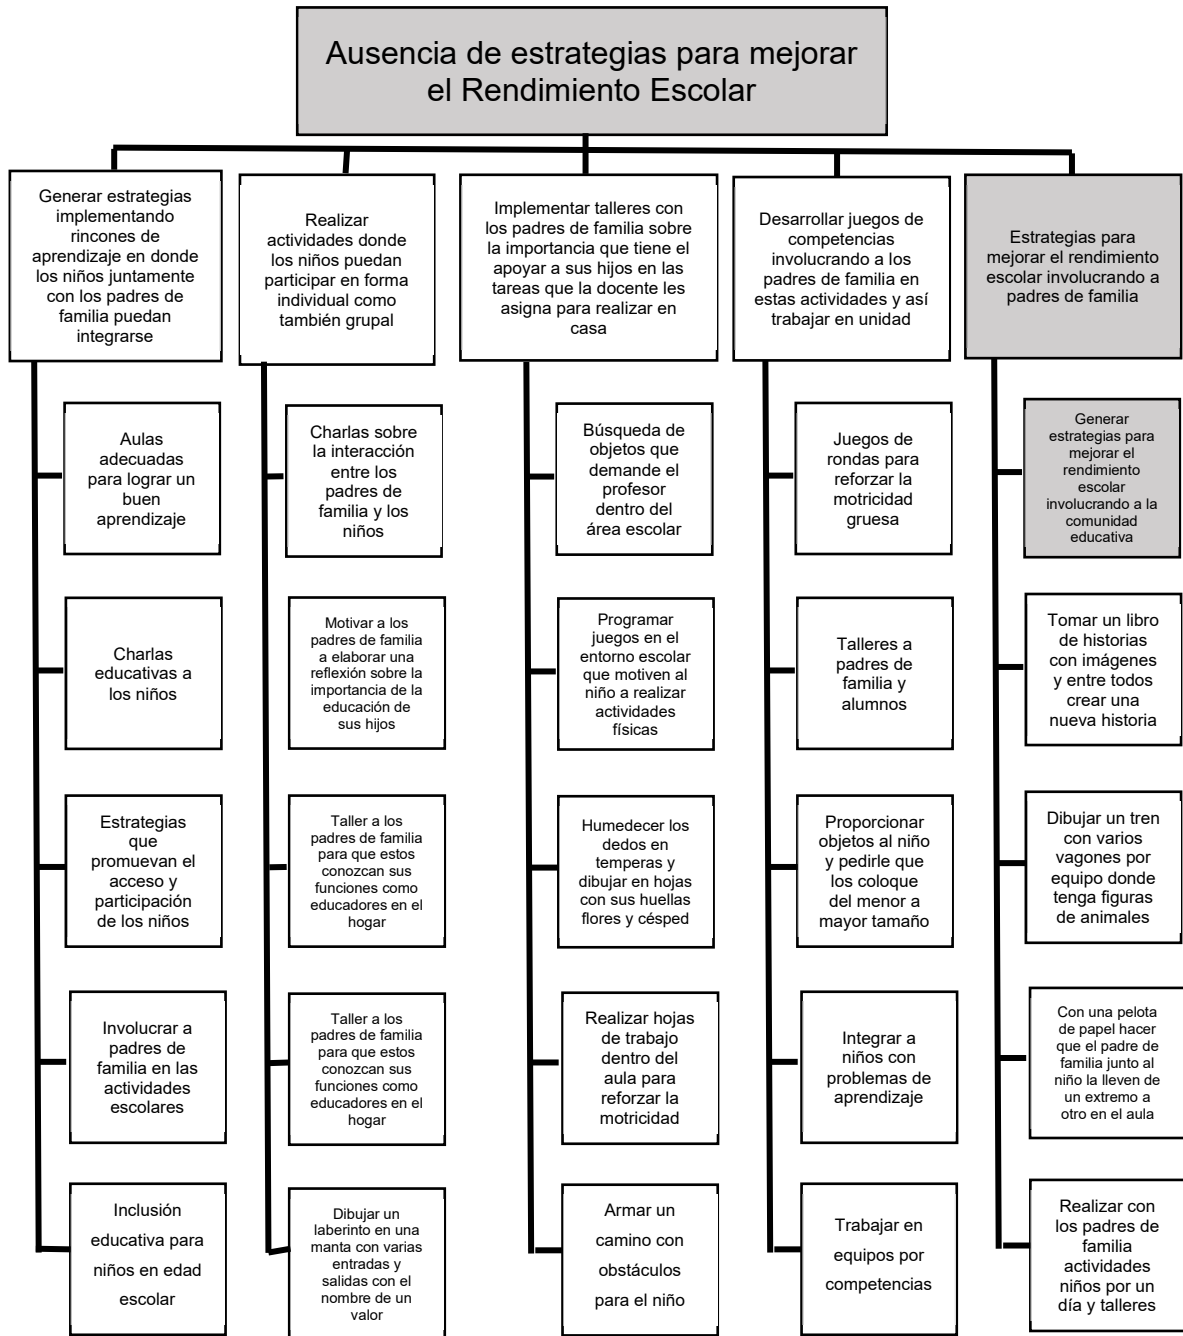 Ausencia de estrategias para mejorar
el Rendimiento Escolar
Generar estrategias
implementando
rincones de
aprendizaje en donde
los niños juntamente
con los padres de
familia puedan
integrarse
Realizar
actividades donde
los niños puedan
participar en forma
individual como
también grupal
Implementar talleres con
los padres de familia sobre
la importancia que tiene el
apoyar a sus hijos en las
tareas que la docente les
asigna para realizar en
casa
Desarrollar juegos de
competencias
involucrando a los
padres de familia en
estas actividades y así
trabajar en unidad
Estrategias para
mejorar el rendimiento
escolar involucrando a
padres de familia
Aulas
adecuadas
para lograr un
buen
aprendizaje
Charlas sobre
la interacción
entre los
padres de
familia y los
niños
Búsqueda de
objetos que
demande el
profesor
dentro del
área escolar
Juegos de
rondas para
reforzar la
motricidad
gruesa
Generar
estrategias para
mejorar el
rendimiento
escolar
involucrando a la
comunidad
educativa
Charlas
educativas a
los niños
Motivar a los
padres de familia
a elaborar una
reflexión sobre la
importancia de la
educación de
sus hijos
Programar
juegos en el
entorno escolar
que motiven al
niño a realizar
actividades
físicas
Talleres a
padres de
familia y
alumnos
Tomar un libro
de historias
con imágenes
y entre todos
crear una
nueva historia
Estrategias
que
promuevan el
acceso y
participación
de los niños
Taller a los
padres de familia
para que estos
conozcan sus
funciones como
educadores en el
hogar
Humedecer los
dedos en
temperas y
dibujar en hojas
con sus huellas
flores y césped
Proporcionar
objetos al niño
y pedirle que
los coloque
del menor a
mayor tamaño
Dibujar un tren
con varios
vagones por
equipo donde
tenga figuras
de animales
Involucrar a
padres de
familia en las
actividades
escolares
Taller a los
padres de familia
para que estos
conozcan sus
funciones como
educadores en el
hogar
Realizar hojas
de trabajo
dentro del
aula para
reforzar la
motricidad
Integrar a
niños con
problemas de
aprendizaje
Con una pelota
de papel hacer
que el padre de
familia junto al
niño la lleven de
un extremo a
otro en el aula
Inclusión
educativa para
niños en edad
escolar
Dibujar un
laberinto en una
manta con varias
entradas y
salidas con el
nombre de un
valor
Armar un
camino con
obstáculos
para el niño
Trabajar en
equipos por
competencias
Realizar con
los padres de
familia
actividades
niños por un
día y talleres